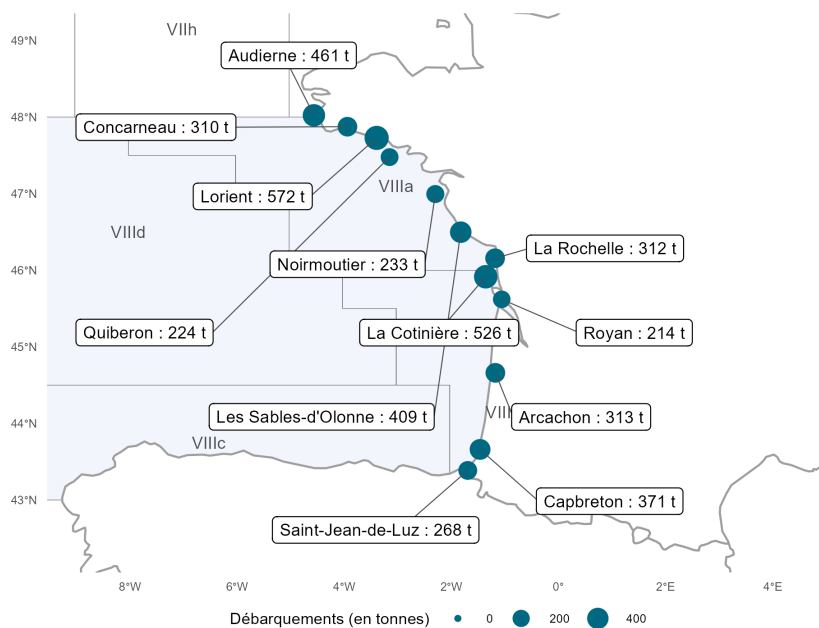 49°N
VIIh
Audierne : 461 t
48°N
Concarneau : 310 t
47°N
VIIIa
Lorient : 572 t
VIIId
La Rochelle : 312 t
46°N
Noirmoutier : 233 t
Quiberon : 224 t
La Cotinière : 526 t
Royan : 214 t
45°N
Les Sables-d'Olonne : 409 t
VIII
Arcachon : 313 t
44°N
VIIIc
43°N
Capbreton : 371 t
Saint-Jean-de-Luz : 268 t
8°W 6°W 4°W 2°W 0° 2°E 4°E
Débarquements (en tonnes) 0 200 400